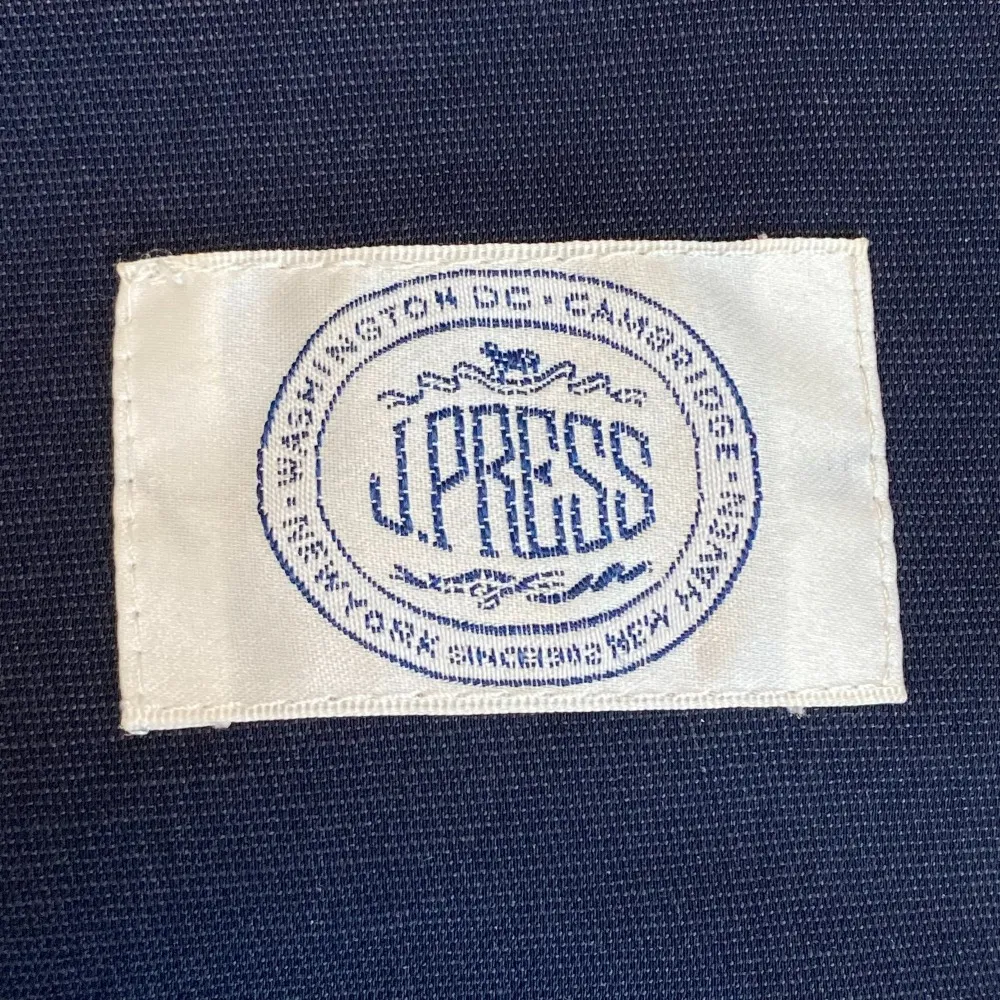 WASHINGTON DC · CAMBRIDGE ·
J.PRESS
NEW YORK SINCE 1902 NEW HAVEN